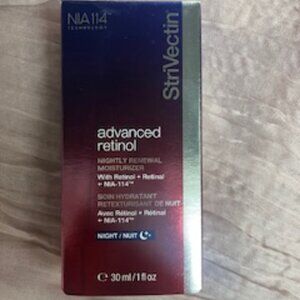 NIA114™
TECHNOLOGY
StriVectin®
advanced
retinol
NIGHTLY RENEWAL
MOISTURIZER
With Retinol + Retinal
+ NIA-114™
SOIN HYDRATANT
RETEXTURISANT DE NUIT
Avec Rétinol + Rétinal
+ NIA-114™
NIGHT / NUIT
℮ 30 ml / 1 fl oz